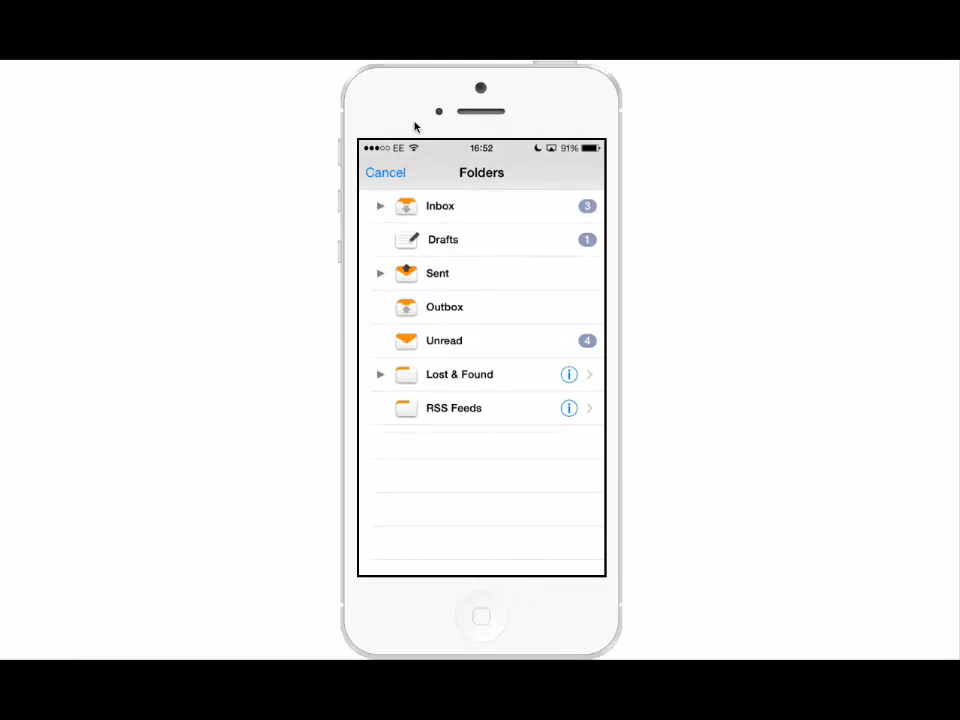 EE 16:52 91%
Cancel Folders
Inbox 3
Drafts 1
Sent
Outbox
Unread 4
Lost & Found i
RSS Feeds i